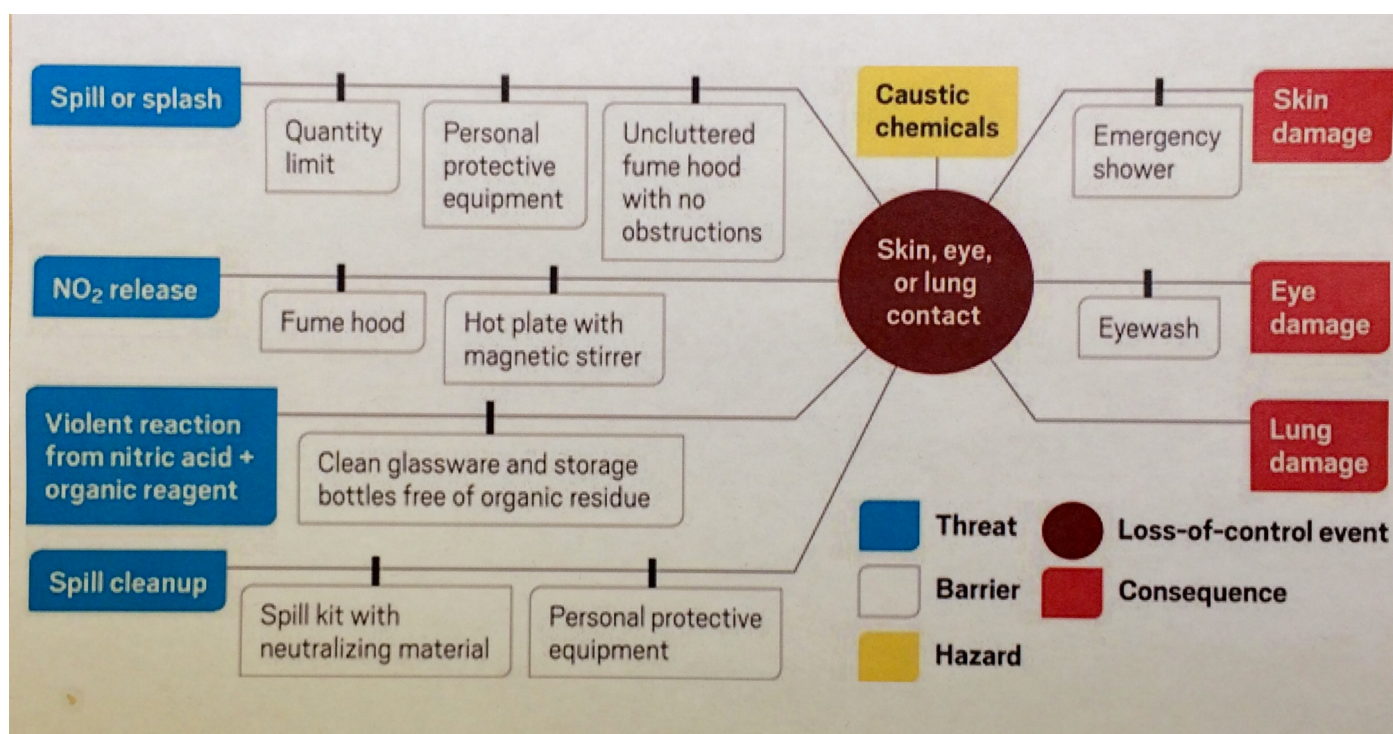 Spill or splash
Quantity
limit
Personal
protective
equipment
Uncluttered
fume hood
with no
obstructions
Caustic
chemicals
Emergency
shower
Skin
damage
NO₂ release
Fume hood
Hot plate with
magnetic stirrer
Skin, eye,
or lung
contact
Eyewash
Eye
damage
Violent reaction
from nitric acid +
organic reagent
Clean glassware and storage
bottles free of organic residue
Lung
damage
Spill cleanup
Spill kit with
neutralizing material
Personal protective
equipment
Threat
Loss-of-control event
Barrier
Consequence
Hazard